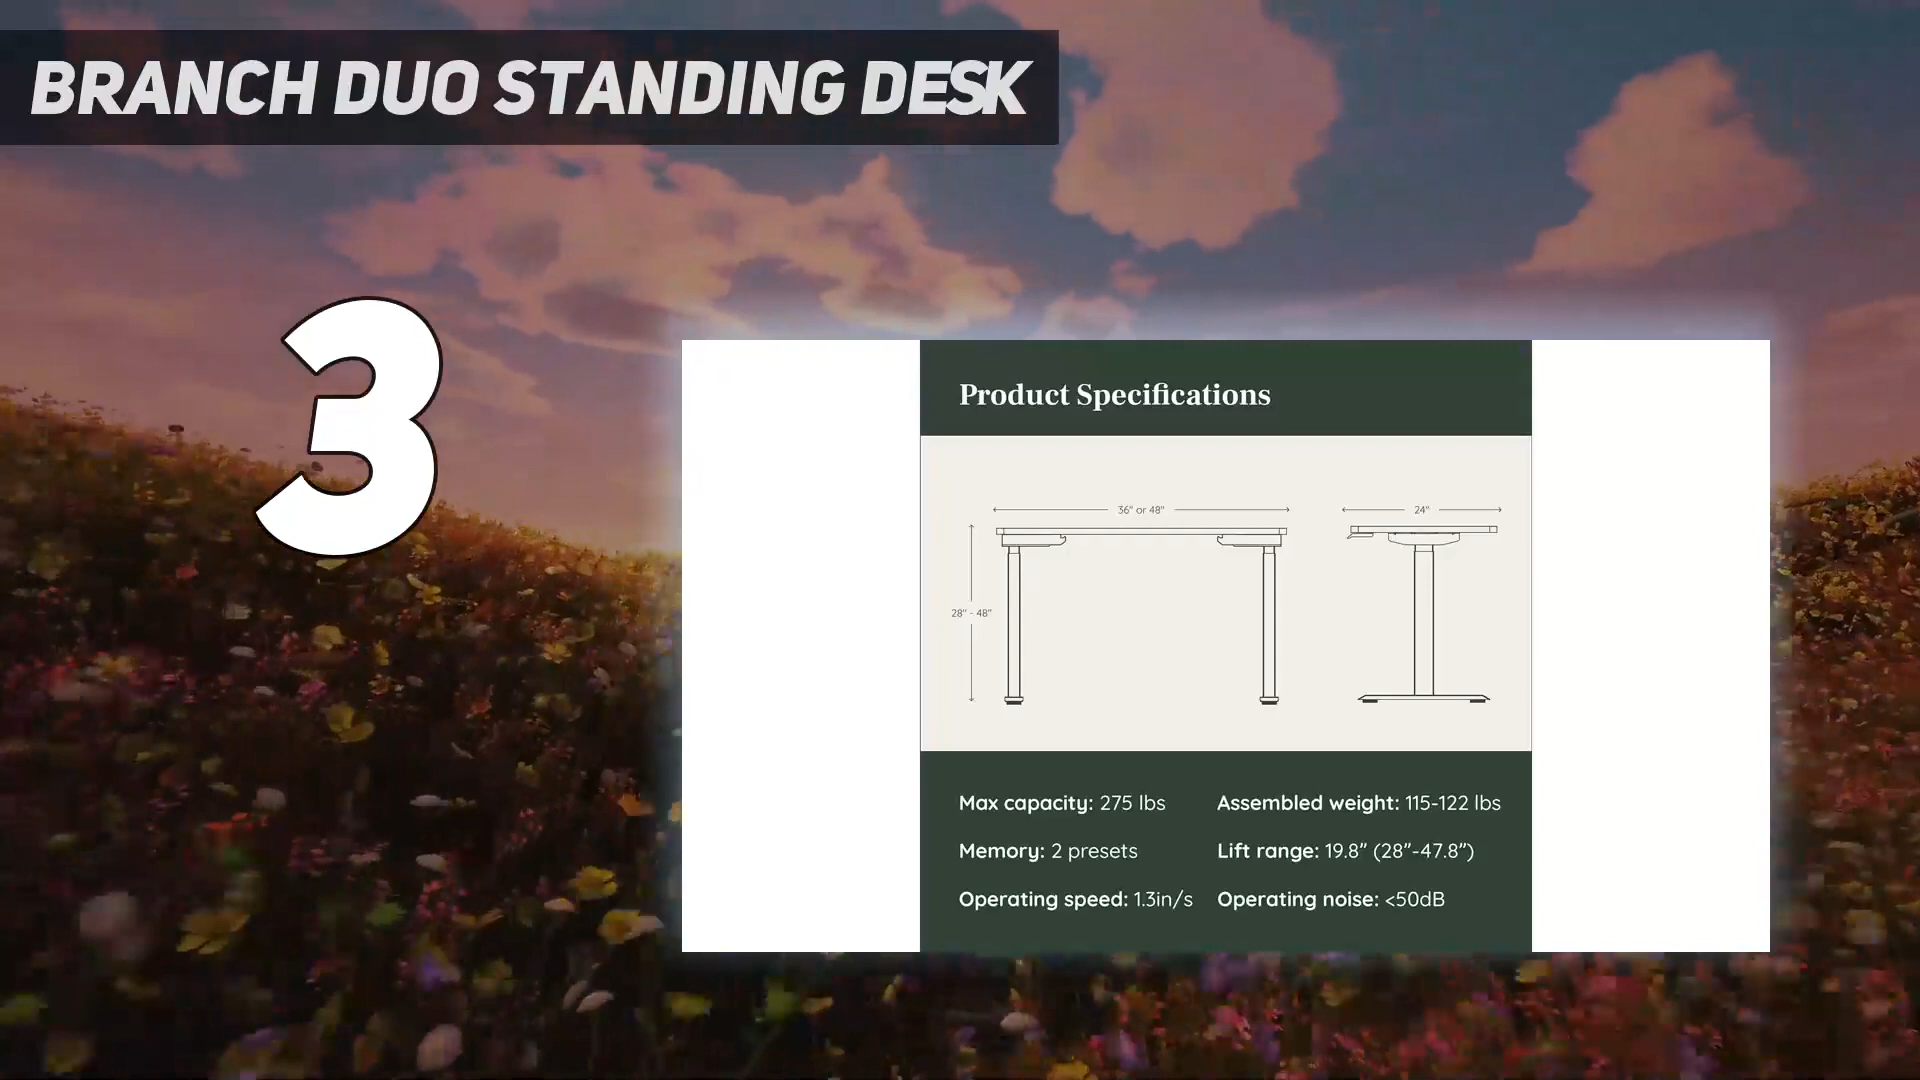 BRANCH DUO STANDING DESK
3
Product Specifications
36" or 48"
24"
28" - 48"
Max capacity: 275 lbs
Assembled weight: 115-122 lbs
Memory: 2 presets
Lift range: 19.8” (28”-47.8”)
Operating speed: 1.3in/s
Operating noise: <50dB